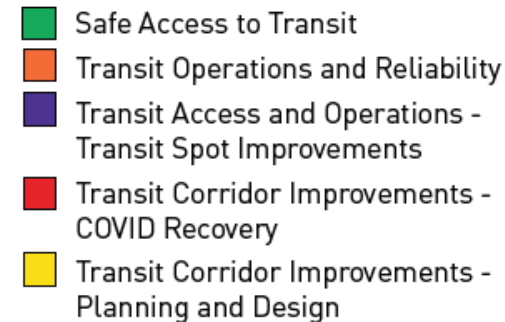 Safe Access to Transit
Transit Operations and Reliability
Transit Access and Operations -
Transit Spot Improvements
Transit Corridor Improvements -
COVID Recovery
Transit Corridor Improvements -
Planning and Design